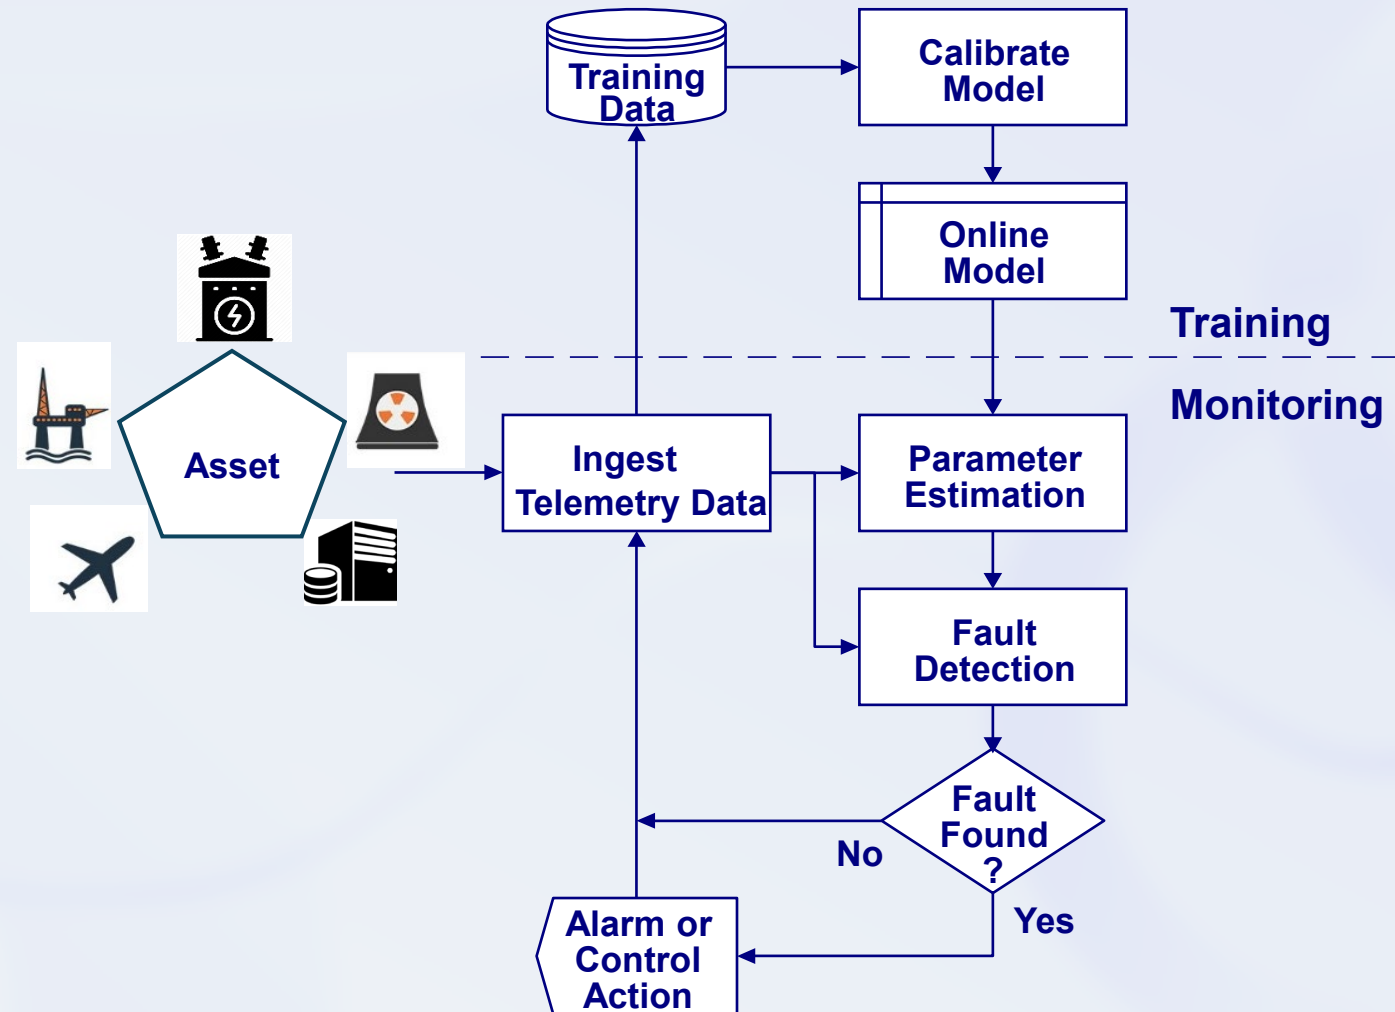 Training
Data
Calibrate
Model
Online
Model
Training
Monitoring
Asset
Ingest
Telemetry Data
Parameter
Estimation
Fault
Detection
Fault
Found
?
No
Yes
Alarm or
Control
Action